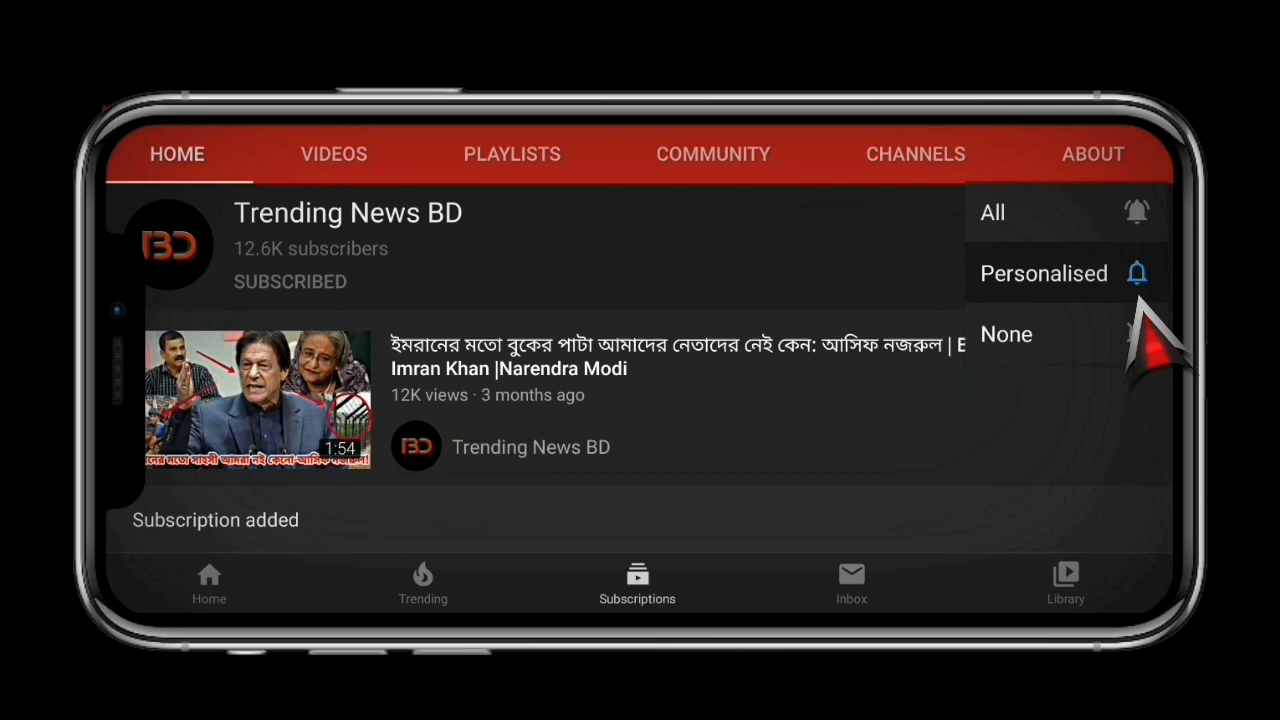 HOME VIDEOS PLAYLISTS COMMUNITY CHANNELS ABOUT
Trending News BD
12.6K subscribers
SUBSCRIBED
All
Personalised
None
ইমরানের মতো বুকের পাটা আমাদের নেতাদের নেই কেন: আসিফ নজরুল |
Imran Khan |Narendra Modi
12K views · 3 months ago
1:54
BD Trending News BD
Subscription added
Home Trending Subscriptions Inbox Library